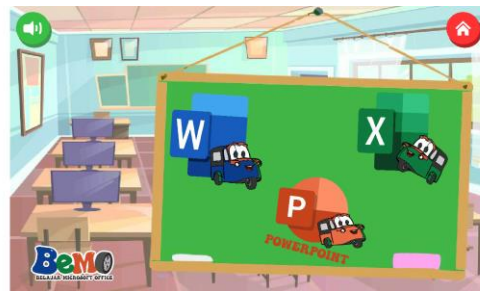 W
X
P
POWERPOINT
BeMO
BELAJAR MICROSOFT OFFICE